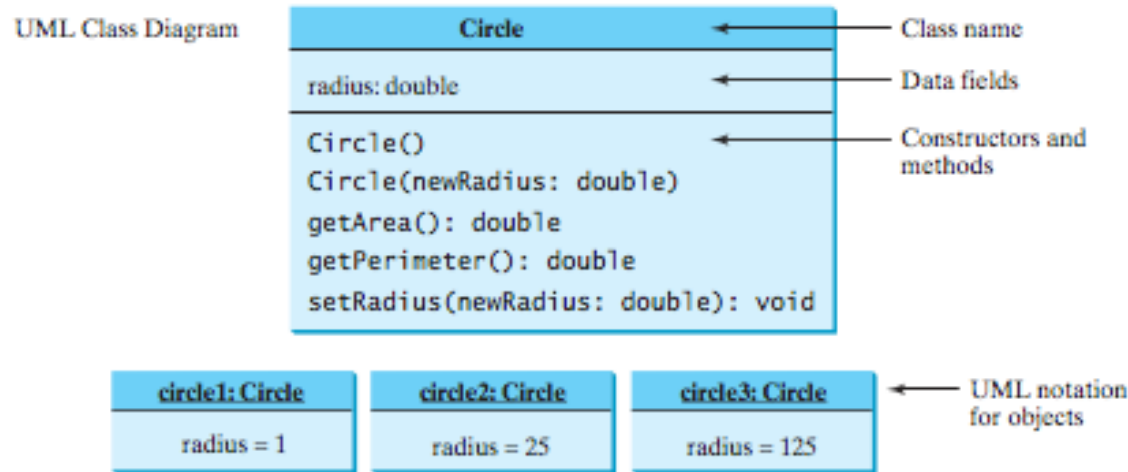 UML Class Diagram
Circle
Class name
radius: double
Data fields
Circle()
Constructors and
methods
Circle(newRadius: double)
getArea(): double
getPerimeter(): double
setRadius(newRadius: double): void
circle1: Circle
circle2: Circle
circle3: Circle
UML notation
for objects
radius = 1
radius = 25
radius = 125